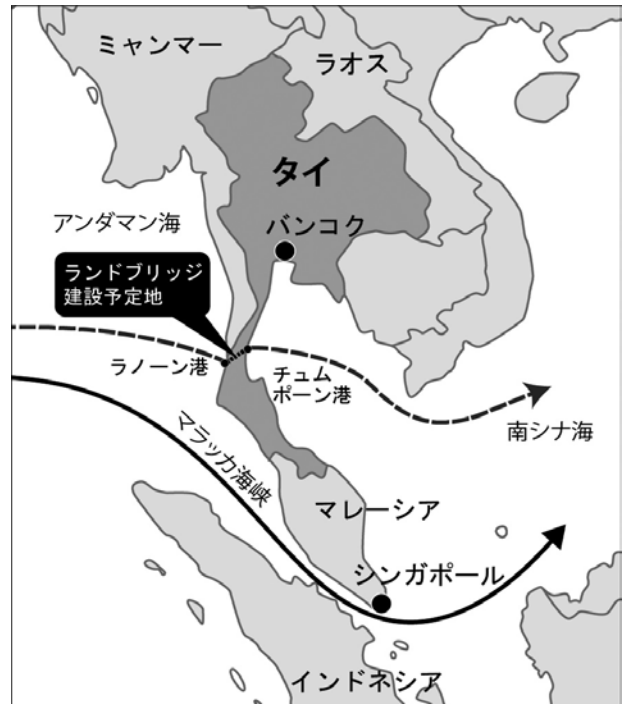 ミャンマー
ラオス
タイ
アンダマン海
バンコク
ランドブリッジ
建設予定地
ラノーン港
チュム
ポーン港
南シナ海
マラッカ海峡
マレーシア
シンガポール
インドネシア